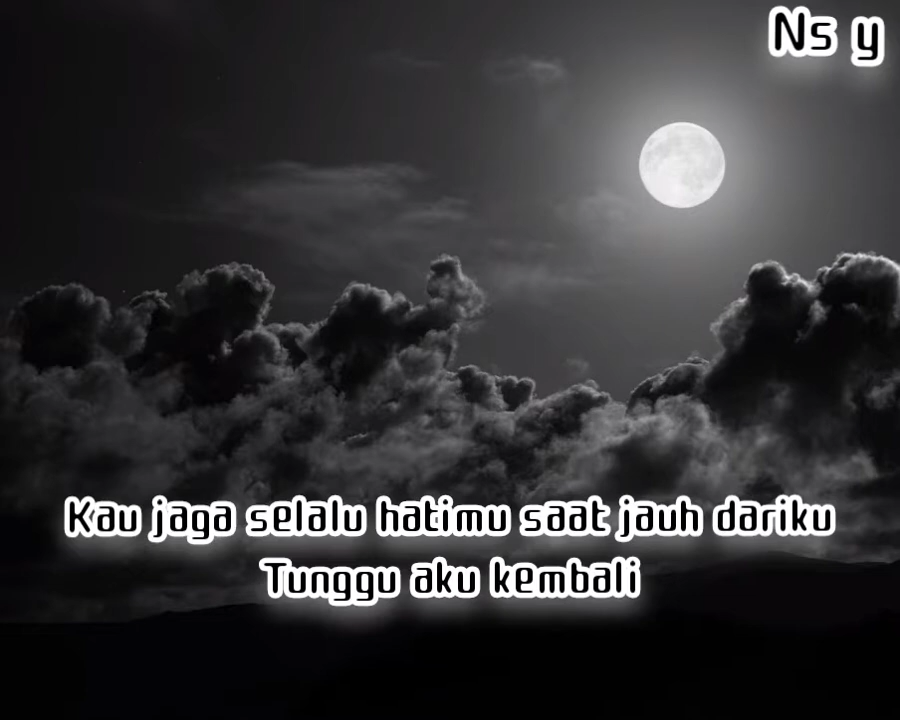 Ns y
Kau jaga selalu hatimu saat jauh dariku
Tunggu aku kembali